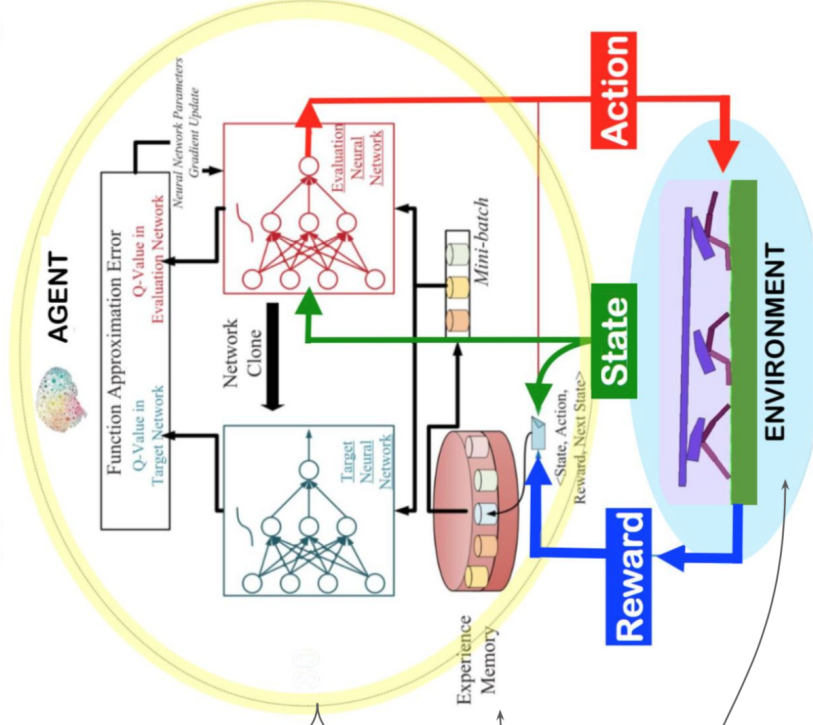 AGENT
Function Approximation Error
Q-Value in
Target Network
Q-Value in
Evaluation Network
Neural Network Parameters
Gradient Update
Network
Clone
Target
Neural
Network
Evaluation
Neural
Network
Mini-batch
Experience
Memory
<State, Action,
Reward, Next State>
Reward
State
Action
ENVIRONMENT